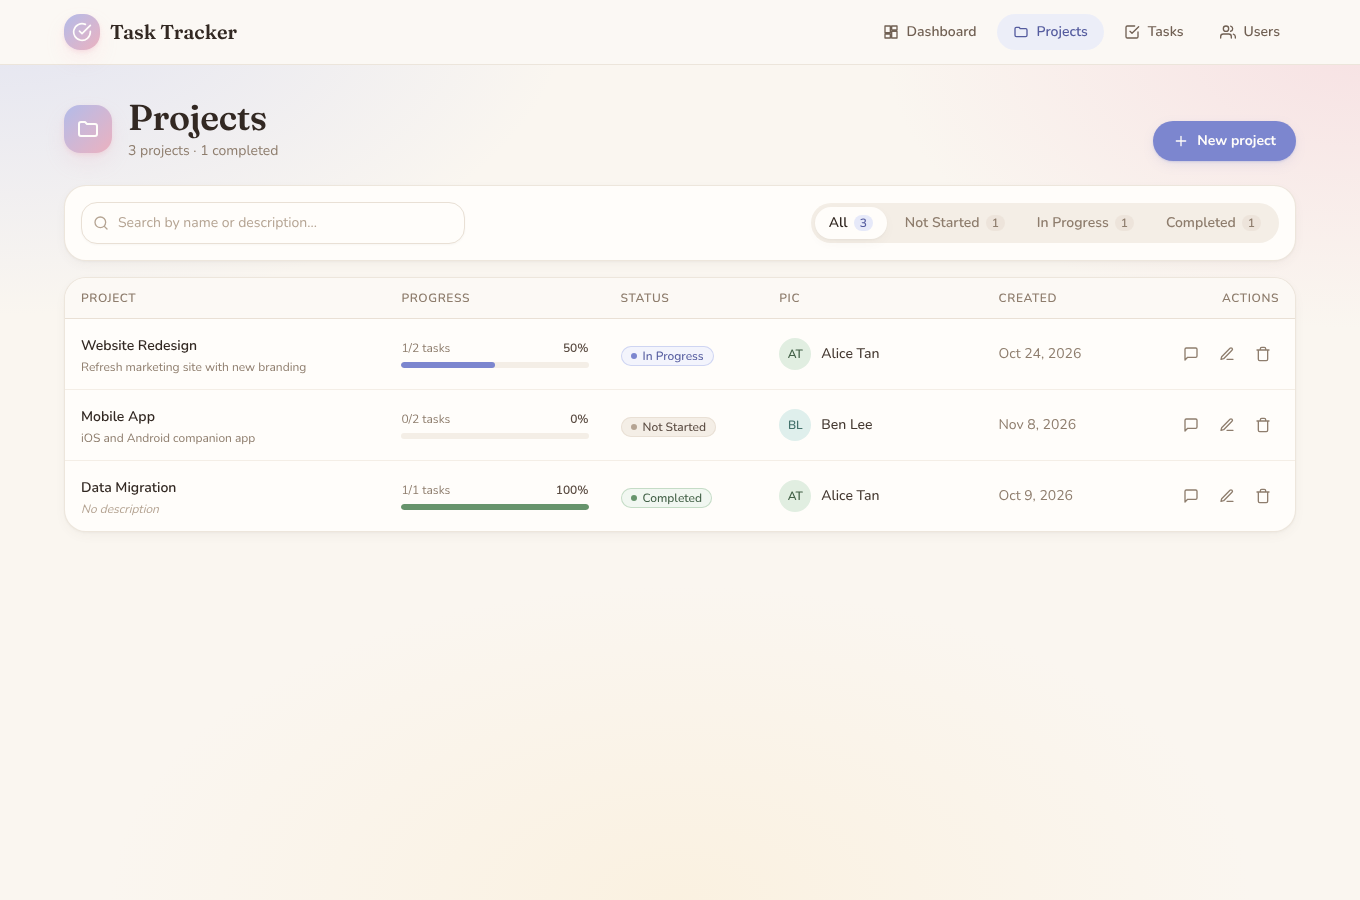 Task Tracker
Dashboard
Projects
Tasks
Users
Projects
3 projects · 1 completed
New project
Search by name or description...
All 3
Not Started 1
In Progress 1
Completed 1
PROJECT PROGRESS STATUS PIC CREATED ACTIONS
Website Redesign
Refresh marketing site with new branding
1/2 tasks 50%
In Progress
AT Alice Tan
Oct 24, 2026
Mobile App
iOS and Android companion app
0/2 tasks 0%
Not Started
BL Ben Lee
Nov 8, 2026
Data Migration
No description
1/1 tasks 100%
Completed
AT Alice Tan
Oct 9, 2026